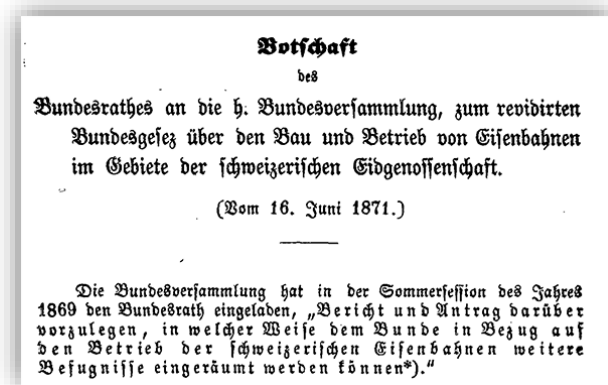 Botschaft
des
Bundesrathes an die h. Bundesversammlung, zum revidirten
Bundesgesez über den Bau und Betrieb von Eisenbahnen
im Gebiete der schweizerischen Eidgenossenschaft.
(Vom 16. Juni 1871.)
Die Bundesversammlung hat in der Sommersession des Jahres
1869 den Bundesrath eingeladen, „Bericht und Antrag darüber
vorzulegen, in welcher Weise dem Bunde in Bezug auf
den Betrieb der schweizerischen Eisenbahnen weitere
Befugnisse eingeräumt werden können*).“